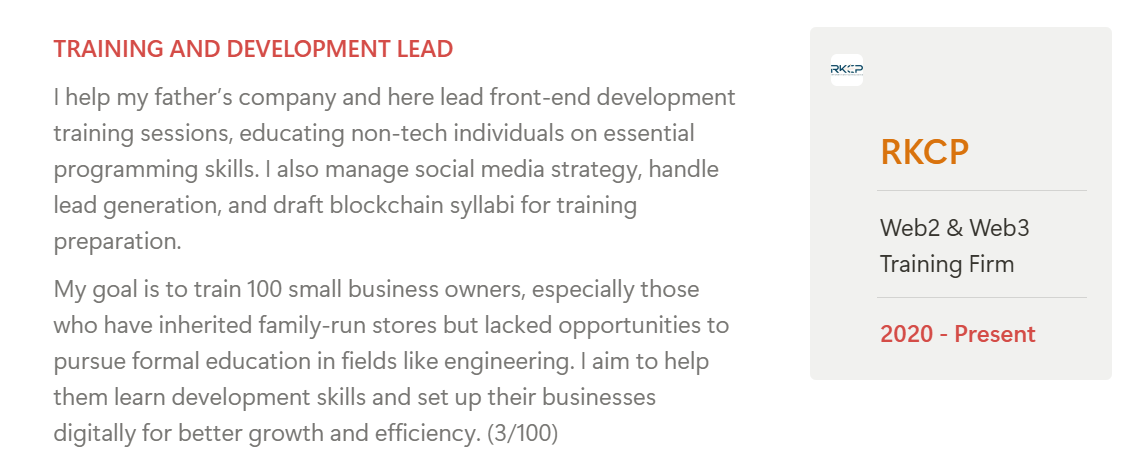 TRAINING AND DEVELOPMENT LEAD
I help my father’s company and here lead front-end development
training sessions, educating non-tech individuals on essential
programming skills. I also manage social media strategy, handle
lead generation, and draft blockchain syllabi for training
preparation.
My goal is to train 100 small business owners, especially those
who have inherited family-run stores but lacked opportunities to
pursue formal education in fields like engineering. I aim to help
them learn development skills and set up their businesses
digitally for better growth and efficiency. (3/100)
RKCP
RKCP
Web2 & Web3
Training Firm
2020 - Present